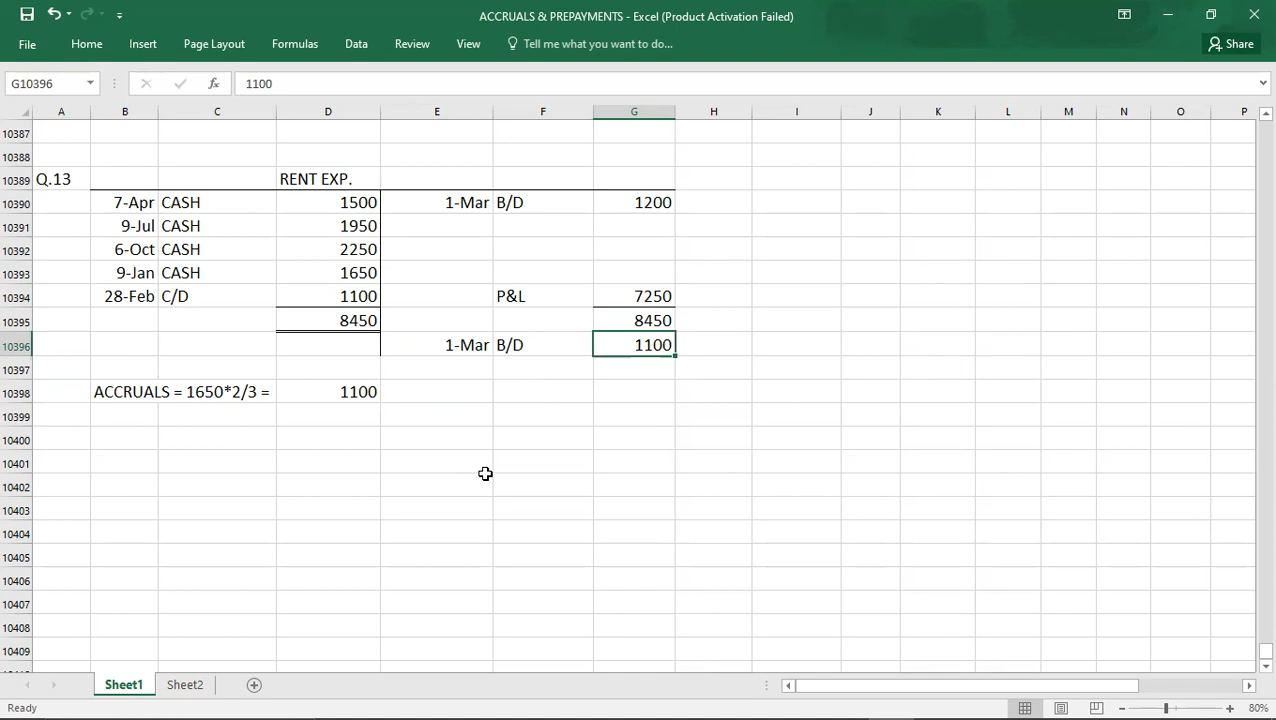 ACCRUALS & PREPAYMENTS - Excel (Product Activation Failed)
File Home Insert Page Layout Formulas Data Review View Tell me what you want to do... Share
G10396 fx 1100
A B C D E F G H I J K L M N O P
10387
10388
10389 Q.13 RENT EXP.
10390 7-Apr CASH 1500 1-Mar B/D 1200
10391 9-Jul CASH 1950
10392 6-Oct CASH 2250
10393 9-Jan CASH 1650
10394 28-Feb C/D 1100 P&L 7250
10395 8450 8450
10396 1-Mar B/D 1100
10397
10398 ACCRUALS = 1650*2/3 = 1100
10399
10400
10401
10402
10403
10404
10405
10406
10407
10408
10409
Sheet1 Sheet2
Ready 80%